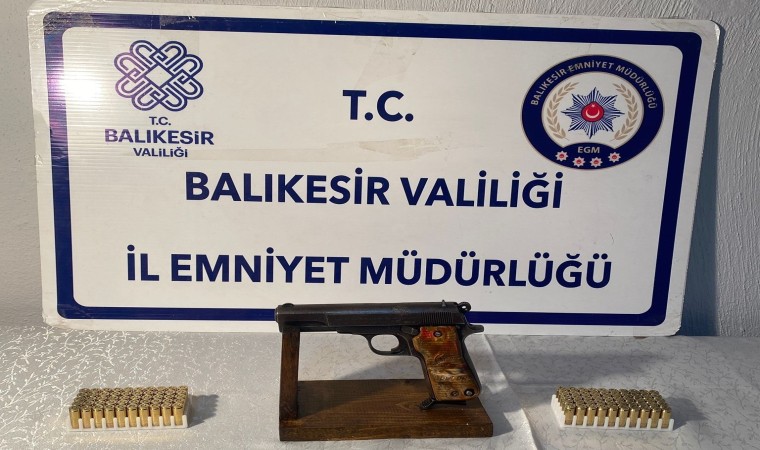 T.C.
BALIKESİR
VALİLİĞİ
T.C.
BALIKESİR EMNİYET MÜDÜRLÜĞÜ
EGM
BALIKESİR VALİLİĞİ
İL EMNİYET MÜDÜRLÜĞÜ